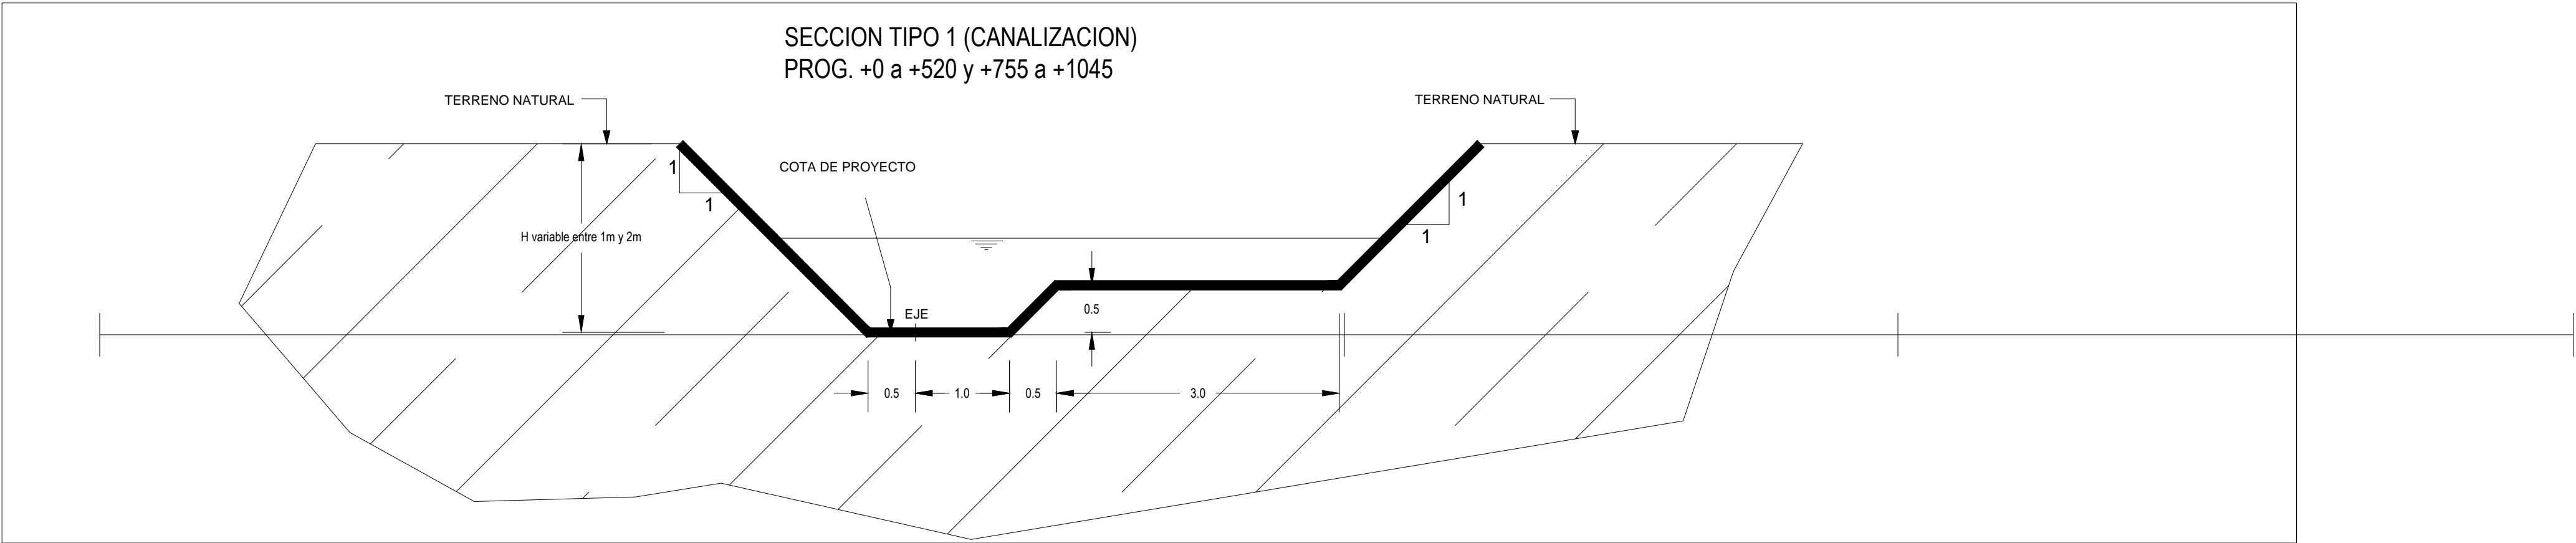 SECCION TIPO 1 (CANALIZACION)
PROG. +0 a +520 y +755 a +1045
TERRENO NATURAL
TERRENO NATURAL
1
1
COTA DE PROYECTO
1
1
H variable entre 1m y 2m
EJE
0.5
0.5
1.0
0.5
3.0